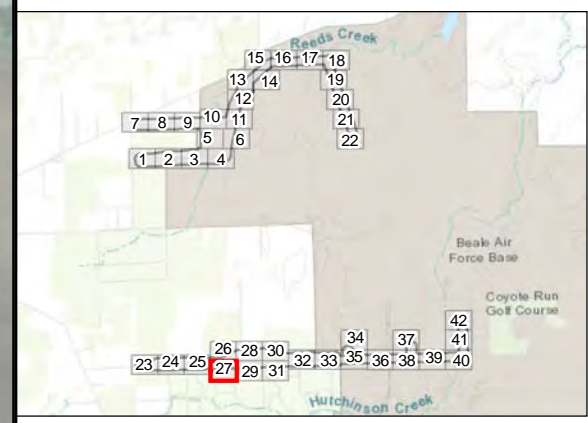 Reeds Creek
15 16 17 18
13 14 19
12 20
7 8 9 10 11 21
5 6 22
1 2 3 4
Beale Air
Force Base
Coyote Run
Golf Course
42
34 37 41
26 28 30
23 24 25 27 29 31 32 33 35 36 38 39 40
Hutchinson Creek